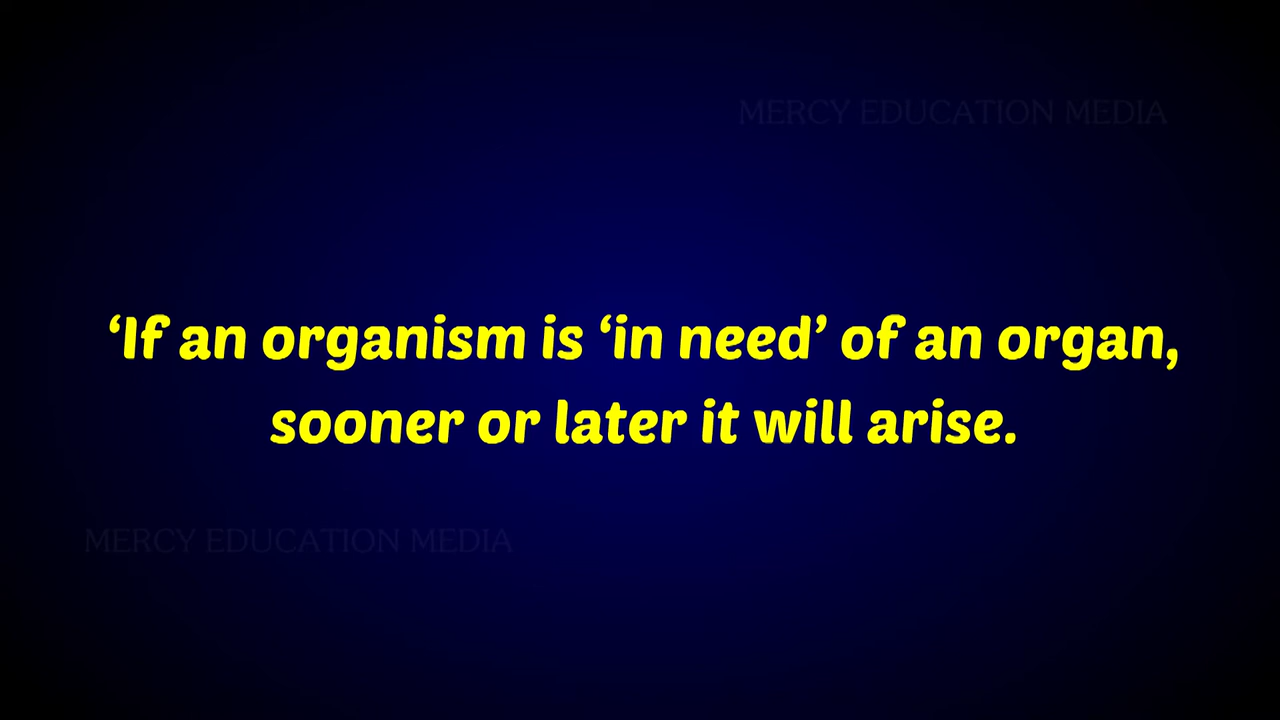 MERCY EDUCATION MEDIA
‘If an organism is ‘in need’ of an organ,
sooner or later it will arise.
MERCY EDUCATION MEDIA